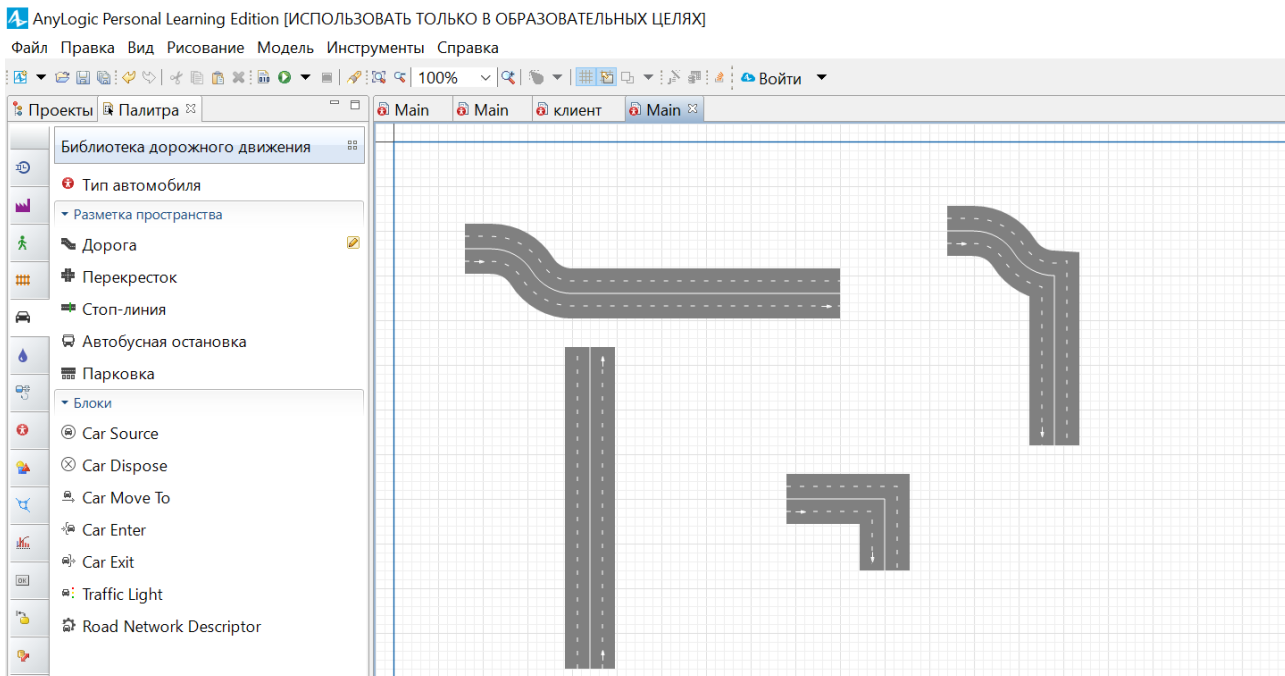 AnyLogic Personal Learning Edition [ИСПОЛЬЗОВАТЬ ТОЛЬКО В ОБРАЗОВАТЕЛЬНЫХ ЦЕЛЯХ]
Файл Правка Вид Рисование Модель Инструменты Справка
100% Войти
Проекты Палитра Main Main клиент Main
Библиотека дорожного движения
Тип автомобиля
Разметка пространства
Дорога
Перекресток
Стоп-линия
Автобусная остановка
Парковка
Блоки
Car Source
Car Dispose
Car Move To
Car Enter
Car Exit
Traffic Light
Road Network Descriptor